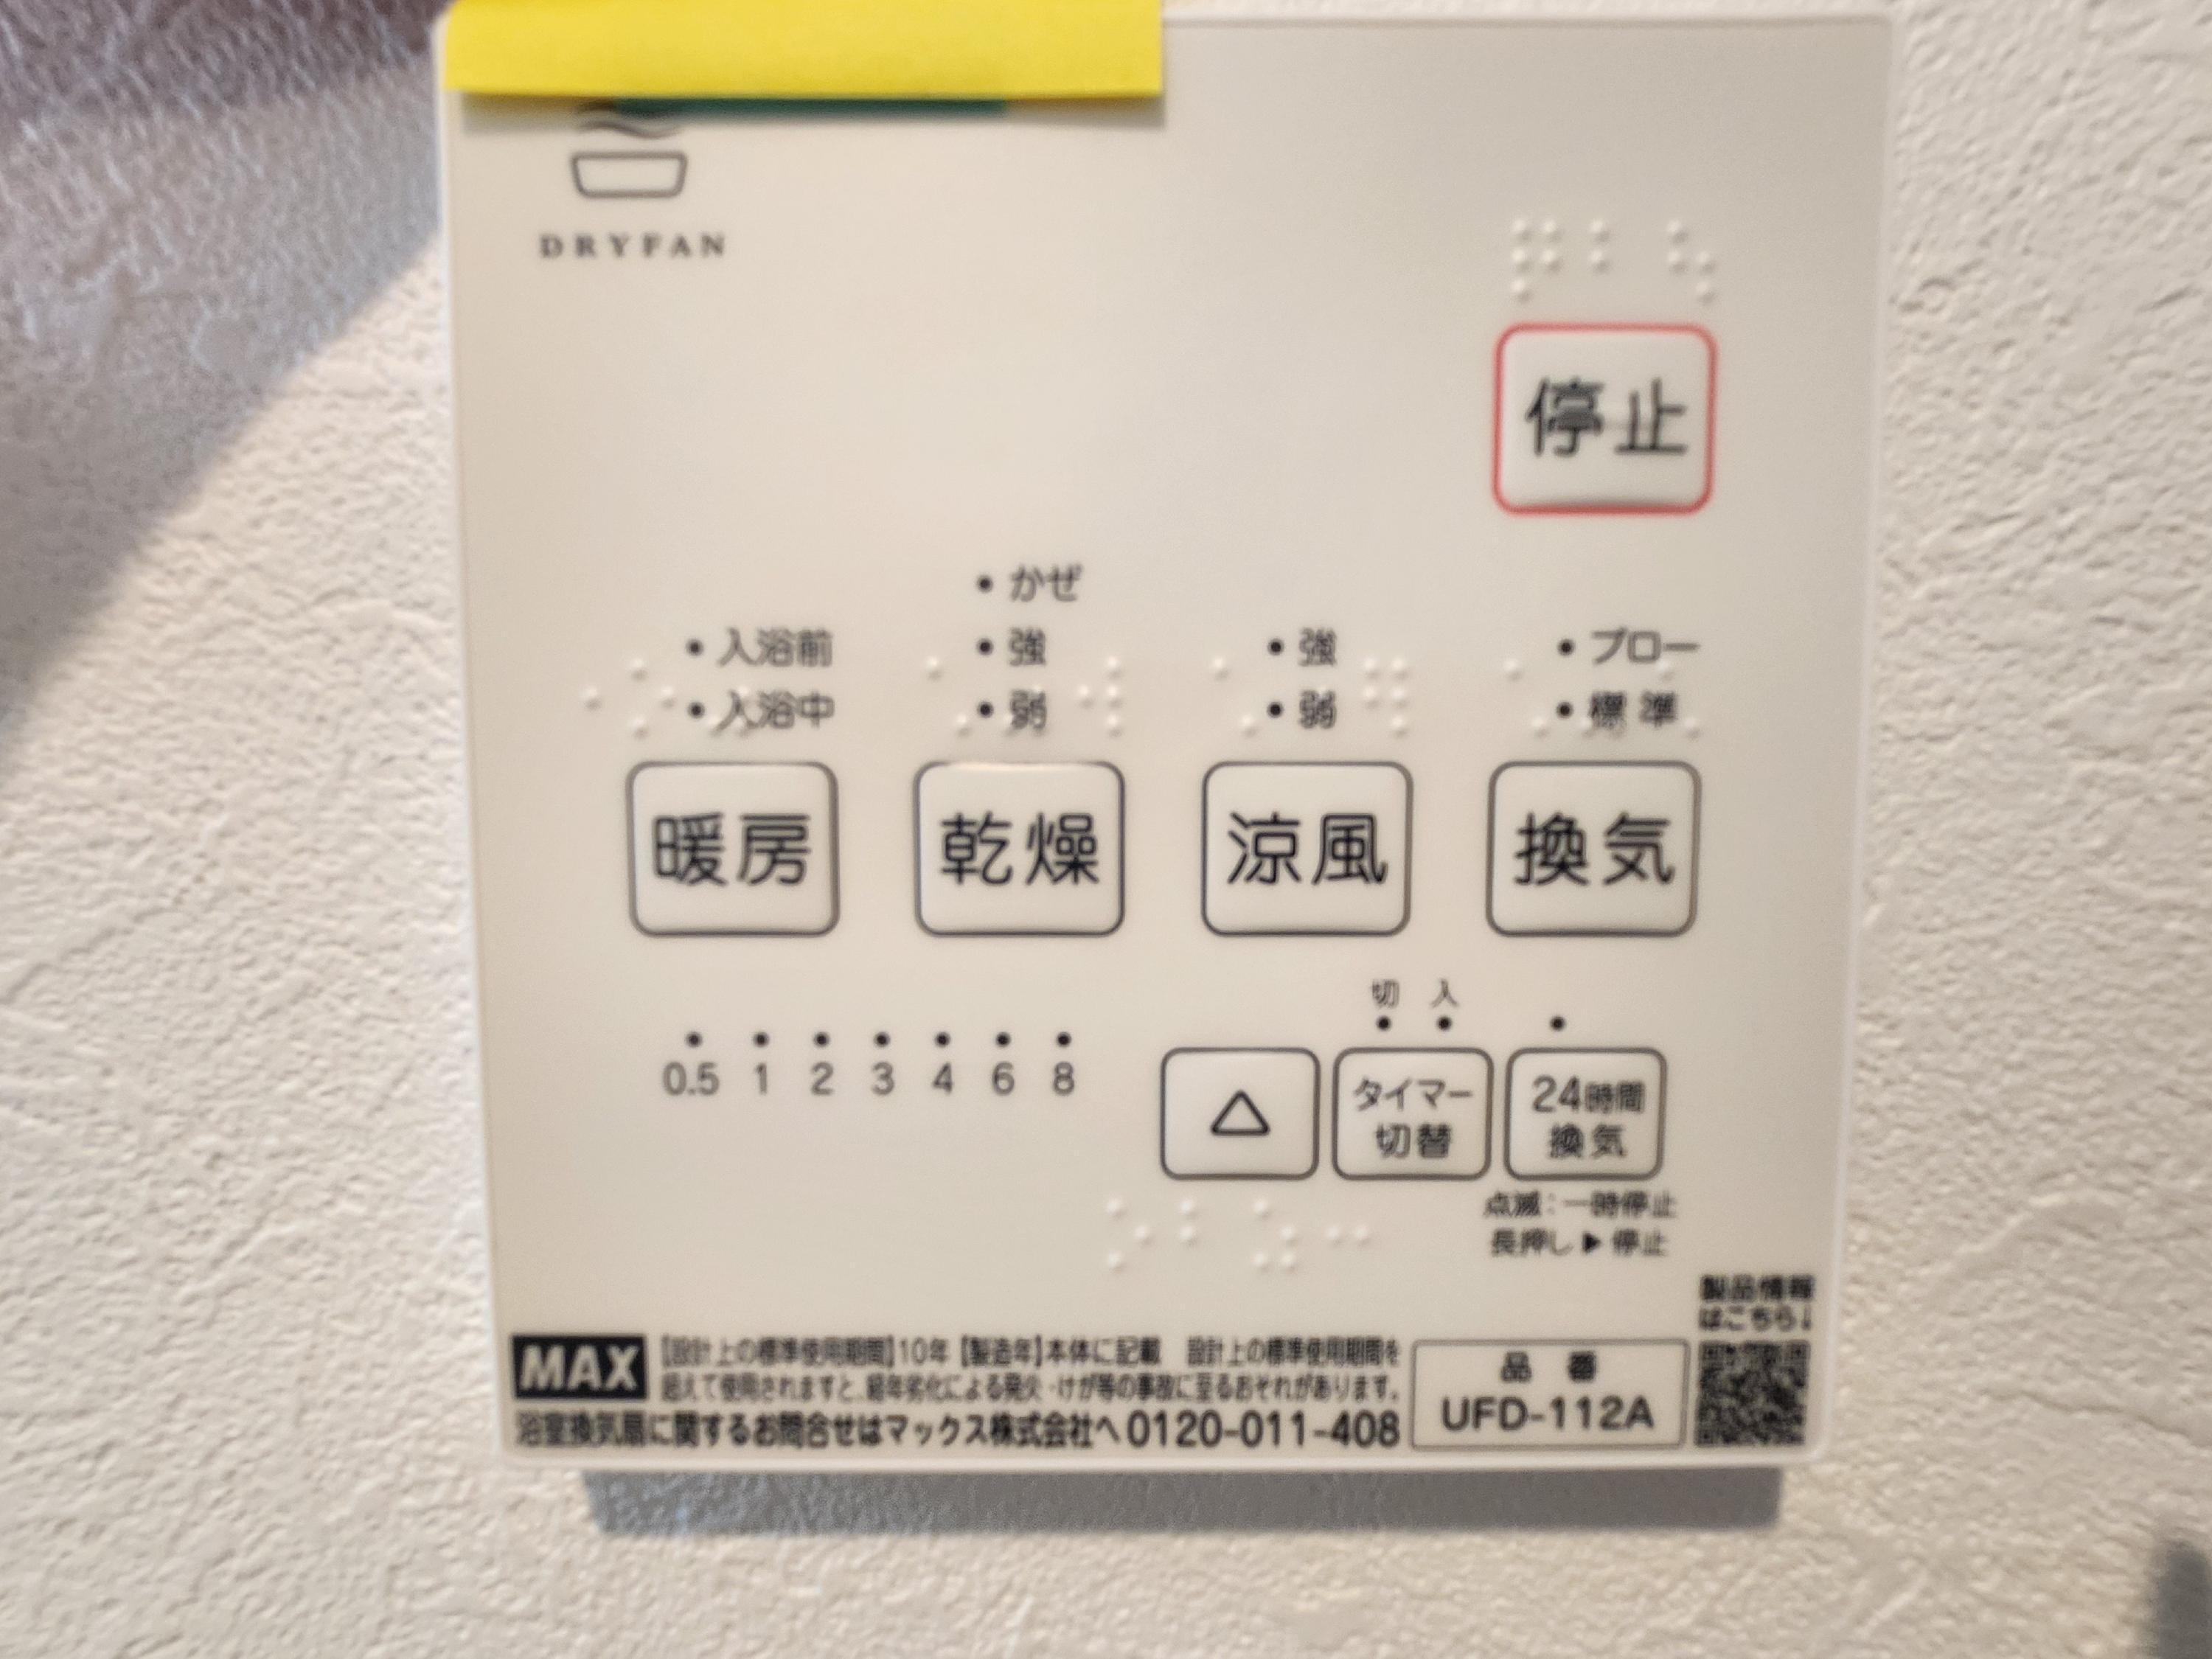 DRYFAN
停止
かぜ
入浴前 強 強 ブロー
入浴中 弱 弱 標準
暖房 乾燥 涼風 換気
切 入
0.5 1 2 3 4 6 8
△ タイマー 24時間
切替 換気
点滅:一時停止
長押し▶停止
製品情報
はこちら↓
MAX 【設計上の標準使用期間】10年【製造年】本体に記載 設計上の標準使用期間を
超えて使用されますと、経年劣化による発火・けが等の事故に至るおそれがあります。
浴室換気扇に関するお問合せはマックス株式会社へ 0120-011-408
品番
UFD-112A